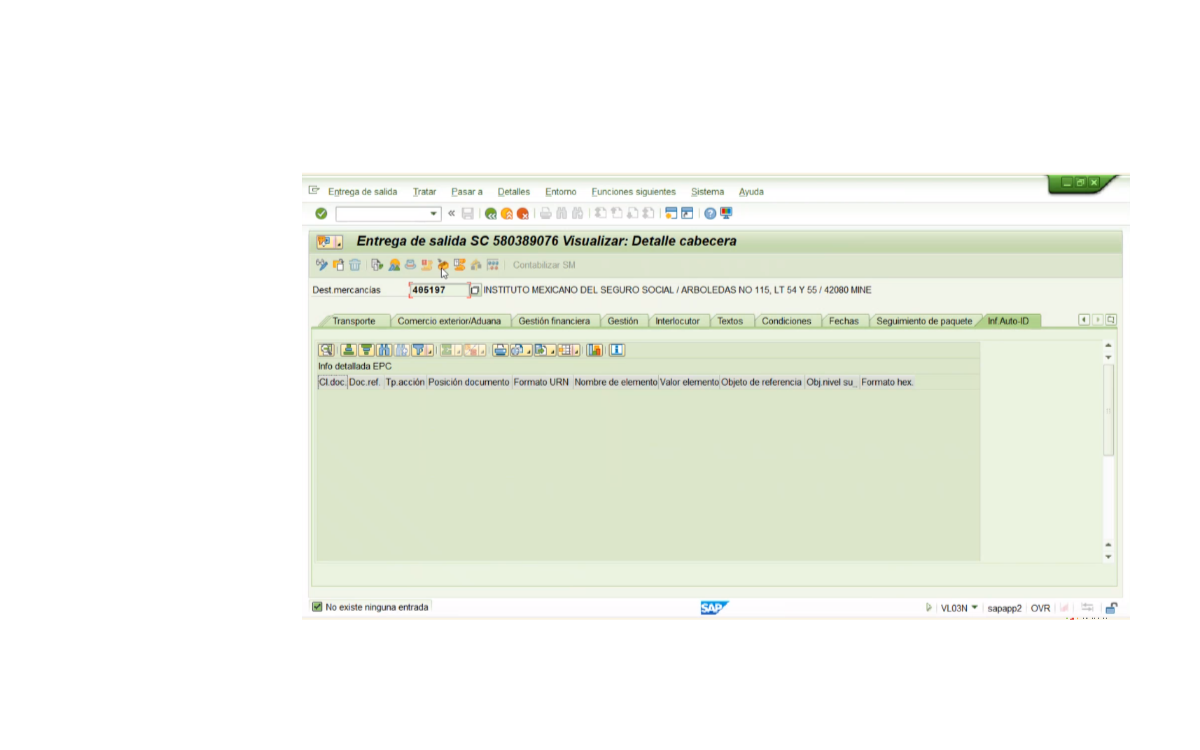 Entrega de salida Tratar Pasar a Detalles Entorno Funciones siguientes Sistema Ayuda
Entrega de salida SC 580389076 Visualizar: Detalle cabecera
Contabilizar SM
Dest.mercancías 405197 INSTITUTO MEXICANO DEL SEGURO SOCIAL / ARBOLEDAS NO 115, LT 54 Y 55 / 42080 MINE
Transporte Comercio exterior/Aduana Gestión financiera Gestión Interlocutor Textos Condiciones Fechas Seguimiento de paquete Inf.Auto-ID
Info detallada EPC
Cl.doc. Doc.ref. Tp.acción Posición documento Formato URN Nombre de elemento Valor elemento Objeto de referencia Obj.nivel su_ Formato hex.
No existe ninguna entrada SAP VL03N sapapp2 OVR